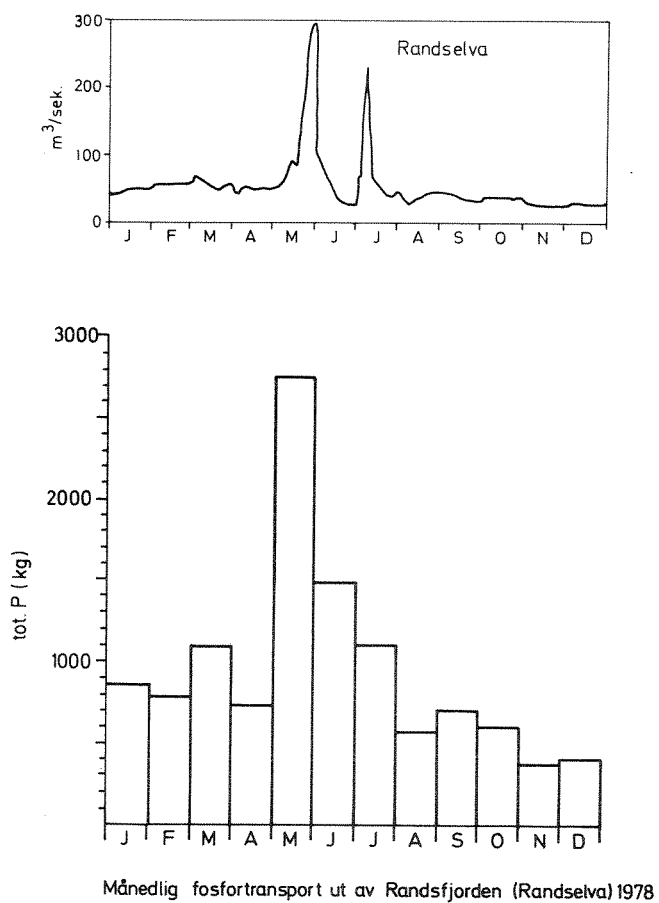 300
Randselva
200
m³/sek.
100
0
J F M A M J J A S O N D
3000
2000
tot. P (kg)
1000
J F M A M J J A S O N D
Månedlig fosfortransport ut av Randsfjorden (Randselva) 1978